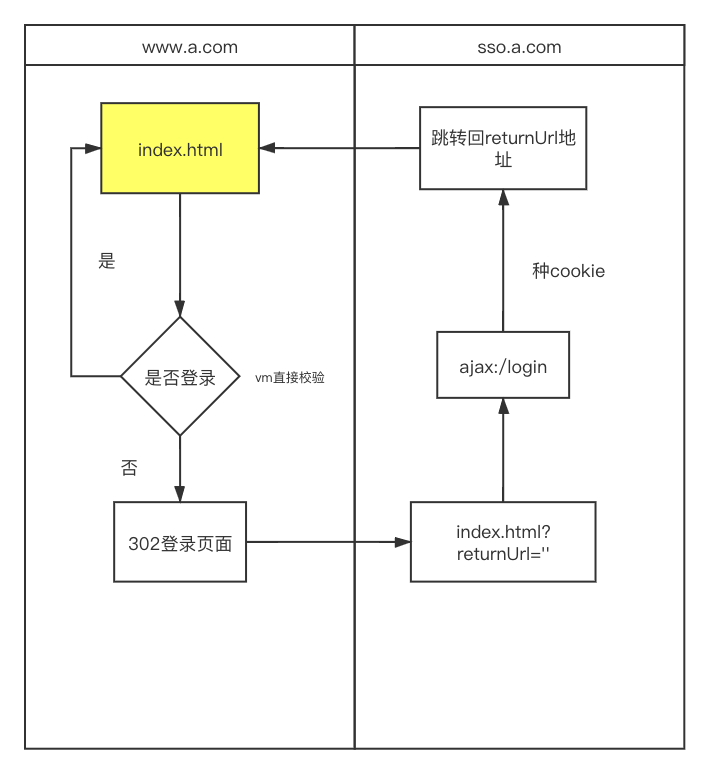 www.a.com
sso.a.com
index.html
跳转回returnUrl地
址
是
种cookie
是否登录
vm直接校验
ajax:/login
否
302登录页面
index.html?
returnUrl=''